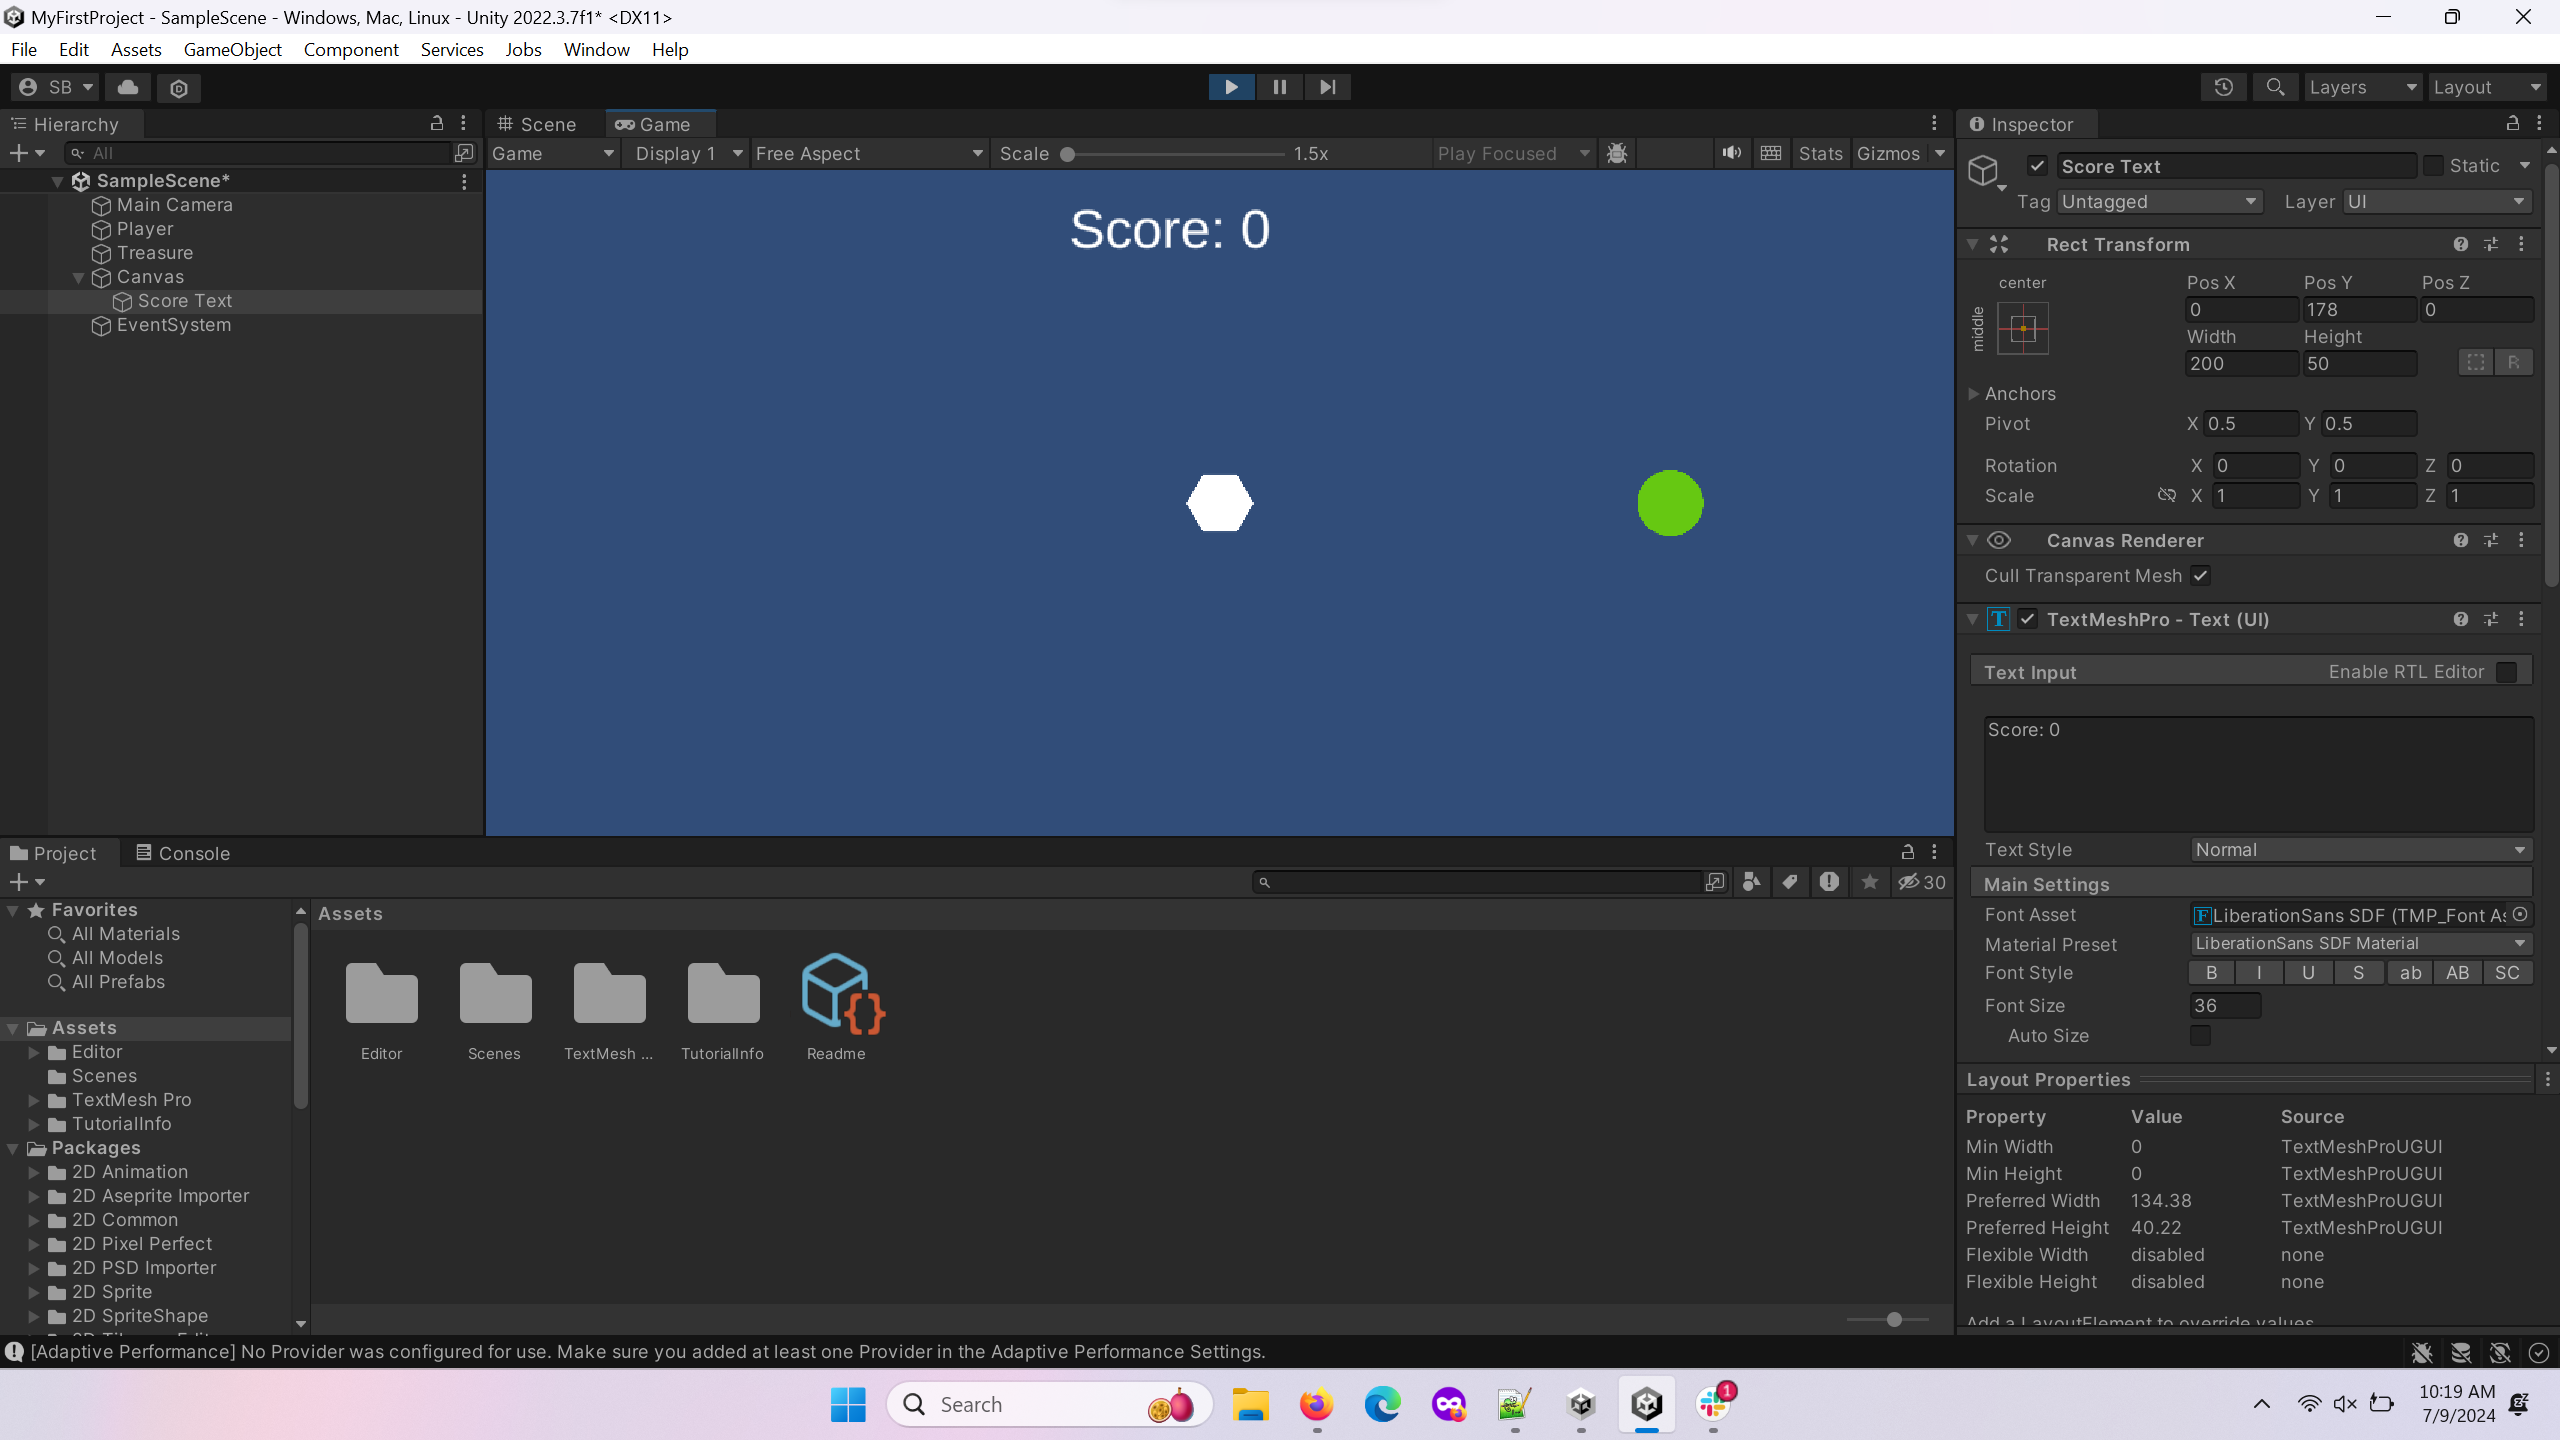 MyFirstProject - SampleScene - Windows, Mac, Linux - Unity 2022.3.7f1* <DX11>
File Edit Assets GameObject Component Services Jobs Window Help
SB Layers Layout
Hierarchy
All
SampleScene*
Main Camera
Player
Treasure
Canvas
Score Text
EventSystem
Scene Game
Game Display 1 Free Aspect Scale 1.5x Play Focused Stats Gizmos
Score: 0
Inspector
Score Text Static
Tag Untagged Layer UI
Rect Transform
center Pos X Pos Y Pos Z
middle 0 178 0
Width Height
200 50 R
Anchors
Pivot X 0.5 Y 0.5
Rotation X 0 Y 0 Z 0
Scale X 1 Y 1 Z 1
Canvas Renderer
Cull Transparent Mesh
T TextMeshPro - Text (UI)
Text Input Enable RTL Editor
Score: 0
Text Style Normal
Main Settings
Font Asset F LiberationSans SDF (TMP_Font As
Material Preset LiberationSans SDF Material
Font Style B I U S ab AB SC
Font Size 36
Auto Size
Layout Properties
Property Value Source
Min Width 0 TextMeshProUGUI
Min Height 0 TextMeshProUGUI
Preferred Width 134.38 TextMeshProUGUI
Preferred Height 40.22 TextMeshProUGUI
Flexible Width disabled none
Flexible Height disabled none
Add a LayoutElement to override values
Project Console
30
Favorites
All Materials
All Models
All Prefabs
Assets
Editor
Scenes
TextMesh Pro
TutorialInfo
Packages
2D Animation
2D Aseprite Importer
2D Common
2D Pixel Perfect
2D PSD Importer
2D Sprite
2D SpriteShape
Assets
Editor Scenes TextMesh ... TutorialInfo Readme
[Adaptive Performance] No Provider was configured for use. Make sure you added at least one Provider in the Adaptive Performance Settings.
Search 1
10:19 AM
7/9/2024